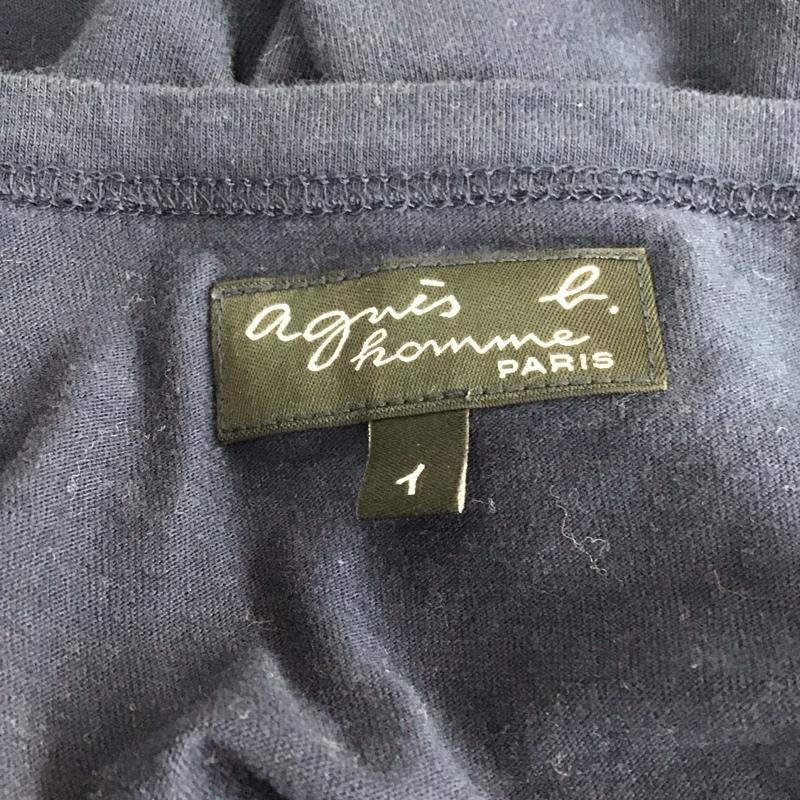 agnès b.
homme
PARIS
1